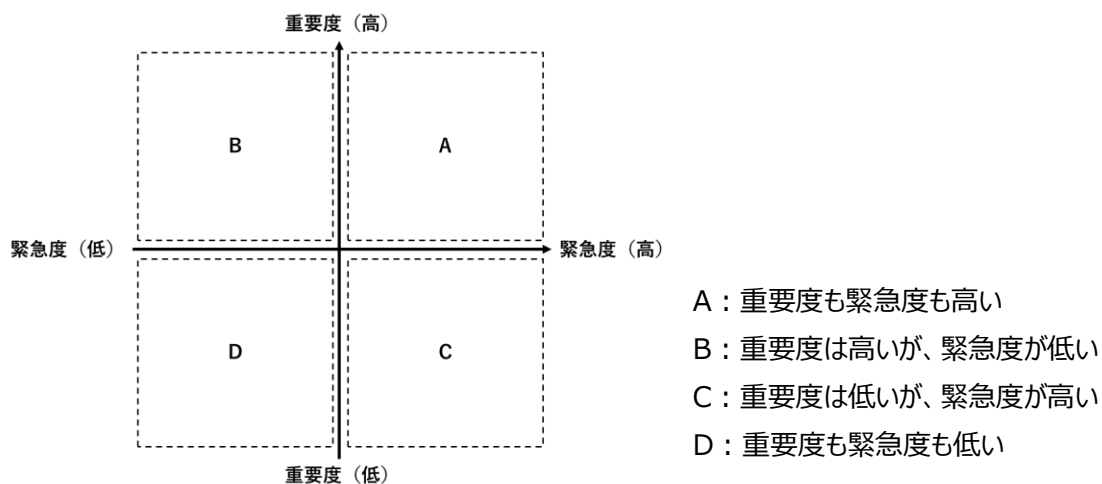 重要度（高）
B
A
緊急度（低）
緊急度（高）
D
C
重要度（低）
A：重要度も緊急度も高い
B：重要度は高いが、緊急度が低い
C：重要度は低いが、緊急度が高い
D：重要度も緊急度も低い